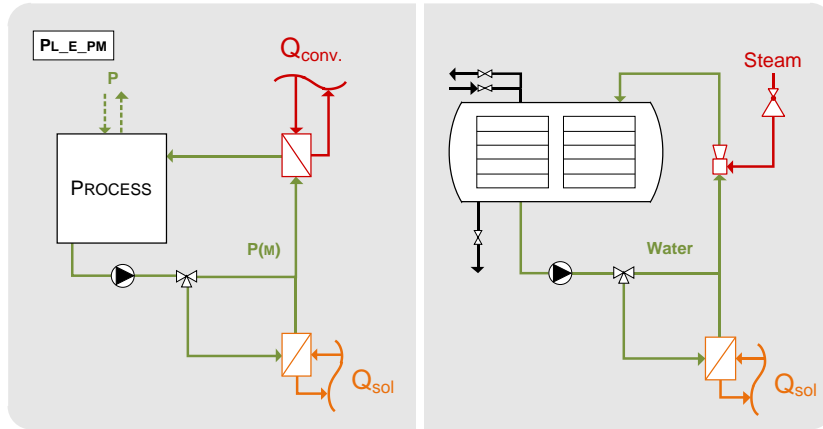 PL_E_PM
Qconv.
P
PROCESS
P(M)
Qsol
Steam
Water
Qsol